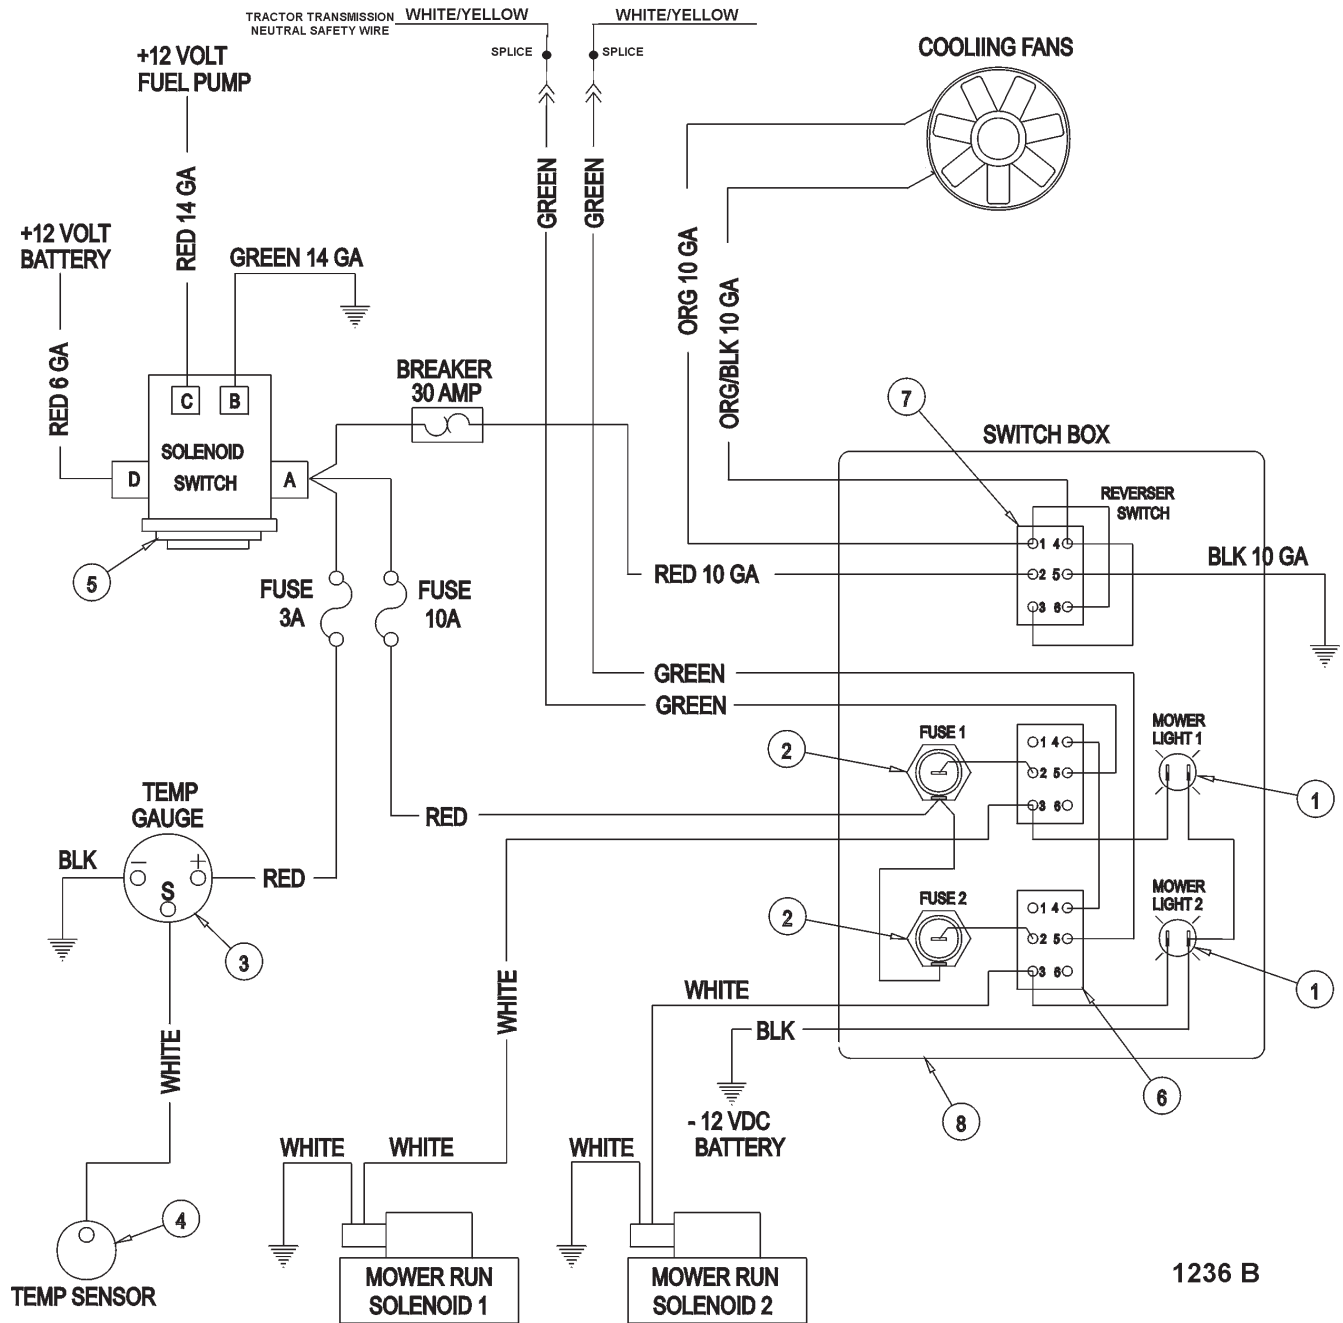 TRACTOR TRANSMISSION
NEUTRAL SAFETY WIRE
WHITE/YELLOW
WHITE/YELLOW
SPLICE
SPLICE
COOLIING FANS
+12 VOLT
FUEL PUMP
RED 14 GA
GREEN
GREEN
+12 VOLT
BATTERY
GREEN 14 GA
ORG 10 GA
ORG/BLK 10 GA
RED 6 GA
BREAKER
30 AMP
C
B
SOLENOID
SWITCH
D
A
5
7
SWITCH BOX
REVERSER
SWITCH
1 4
2 5
3 6
RED 10 GA
BLK 10 GA
FUSE
3A
FUSE
10A
GREEN
GREEN
FUSE 1
2
1 4
2 5
3 6
MOWER
LIGHT 1
1
TEMP
GAUGE
RED
BLK
−
+
S
RED
3
FUSE 2
2
1 4
2 5
3 6
MOWER
LIGHT 2
1
WHITE
WHITE
WHITE
BLK
6
8
- 12 VDC
BATTERY
WHITE
WHITE
WHITE
4
TEMP SENSOR
MOWER RUN
SOLENOID 1
MOWER RUN
SOLENOID 2
1236 B